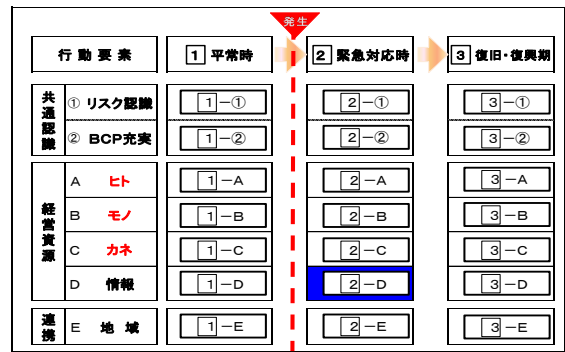 発生
行動要素 1 平常時 2 緊急対応時 3 復旧・復興期
共通認識
① リスク認識 1-① 2-① 3-①
② BCP充実 1-② 2-② 3-②
経営資源
A ヒト 1-A 2-A 3-A
B モノ 1-B 2-B 3-B
C カネ 1-C 2-C 3-C
D 情報 1-D 2-D 3-D
連携
E 地域 1-E 2-E 3-E